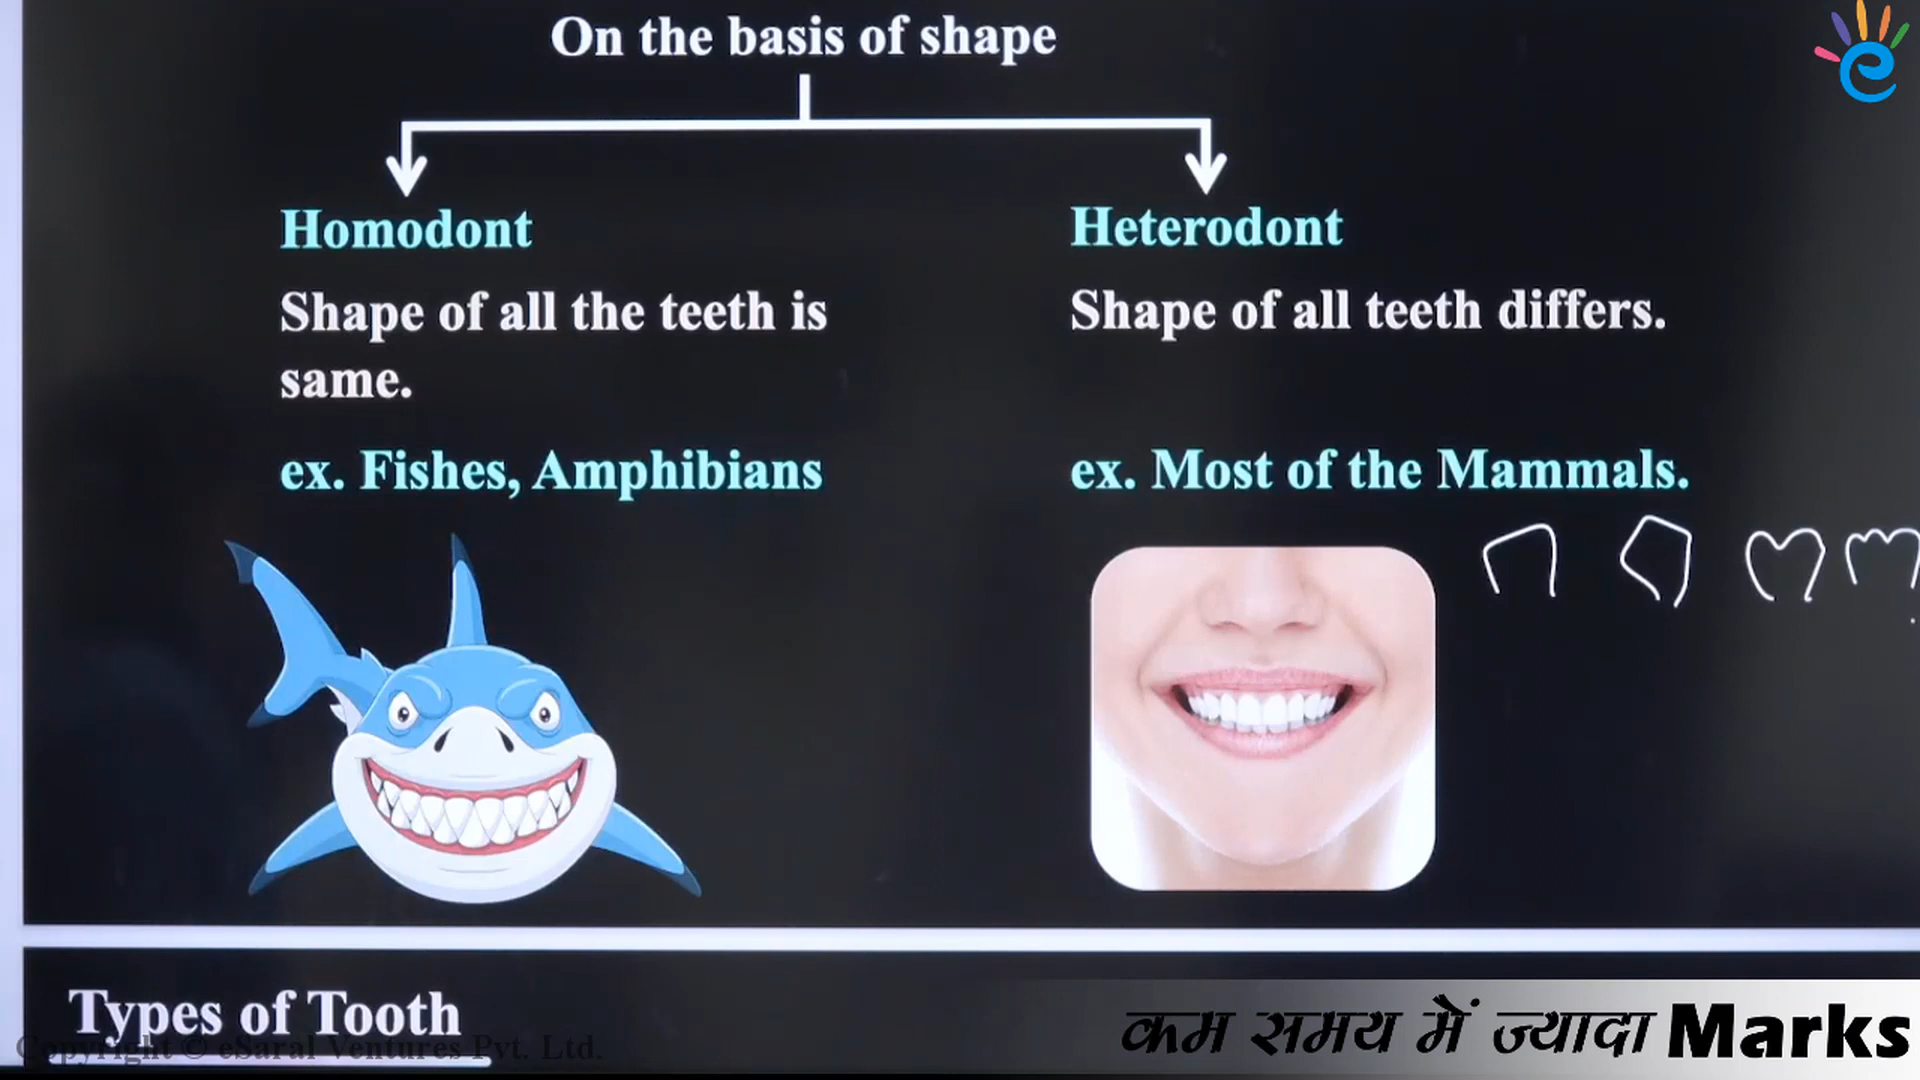 On the basis of shape
Homodont
Heterodont
Shape of all the teeth is
same.
Shape of all teeth differs.
ex. Fishes, Amphibians
ex. Most of the Mammals.
Types of Tooth
Copyright © eSaral Ventures Pvt. Ltd.
कम समय में ज्यादा Marks